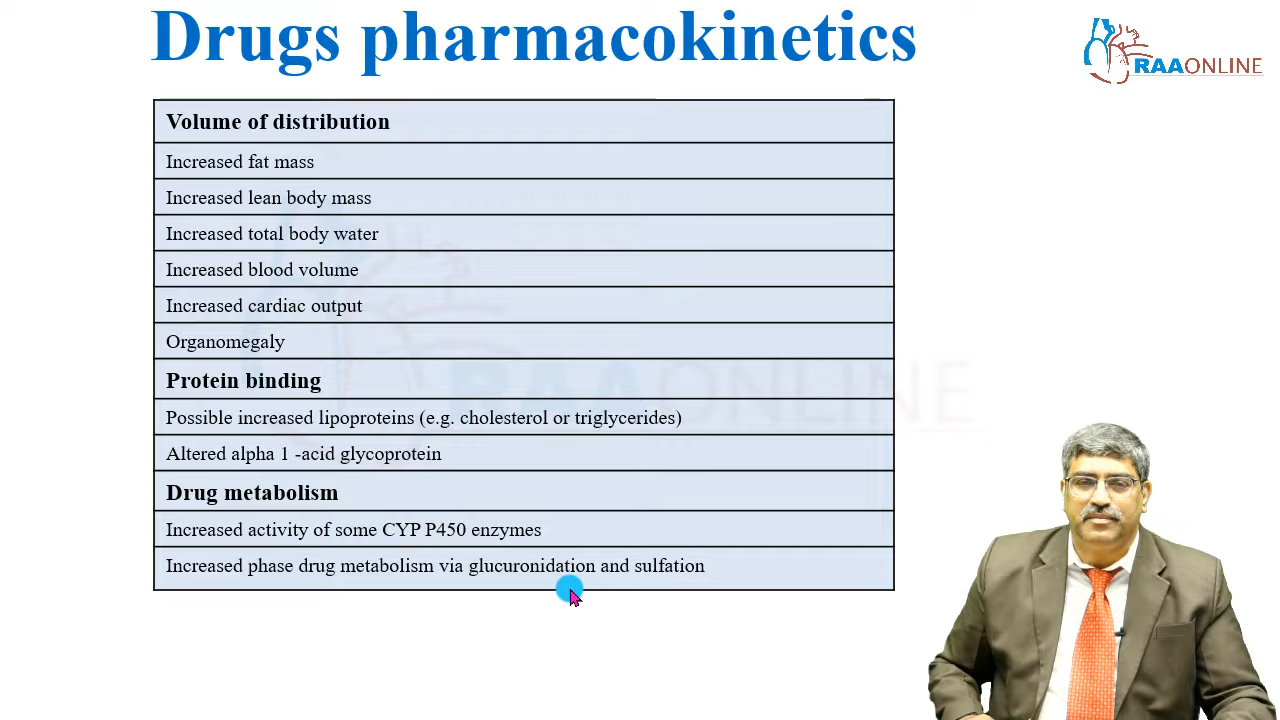 Drugs pharmacokinetics
RAAONLINE
Volume of distribution
Increased fat mass
Increased lean body mass
Increased total body water
Increased blood volume
Increased cardiac output
Organomegaly
Protein binding
Possible increased lipoproteins (e.g. cholesterol or triglycerides)
Altered alpha 1 -acid glycoprotein
Drug metabolism
Increased activity of some CYP P450 enzymes
Increased phase drug metabolism via glucuronidation and sulfation
RAAONLINE